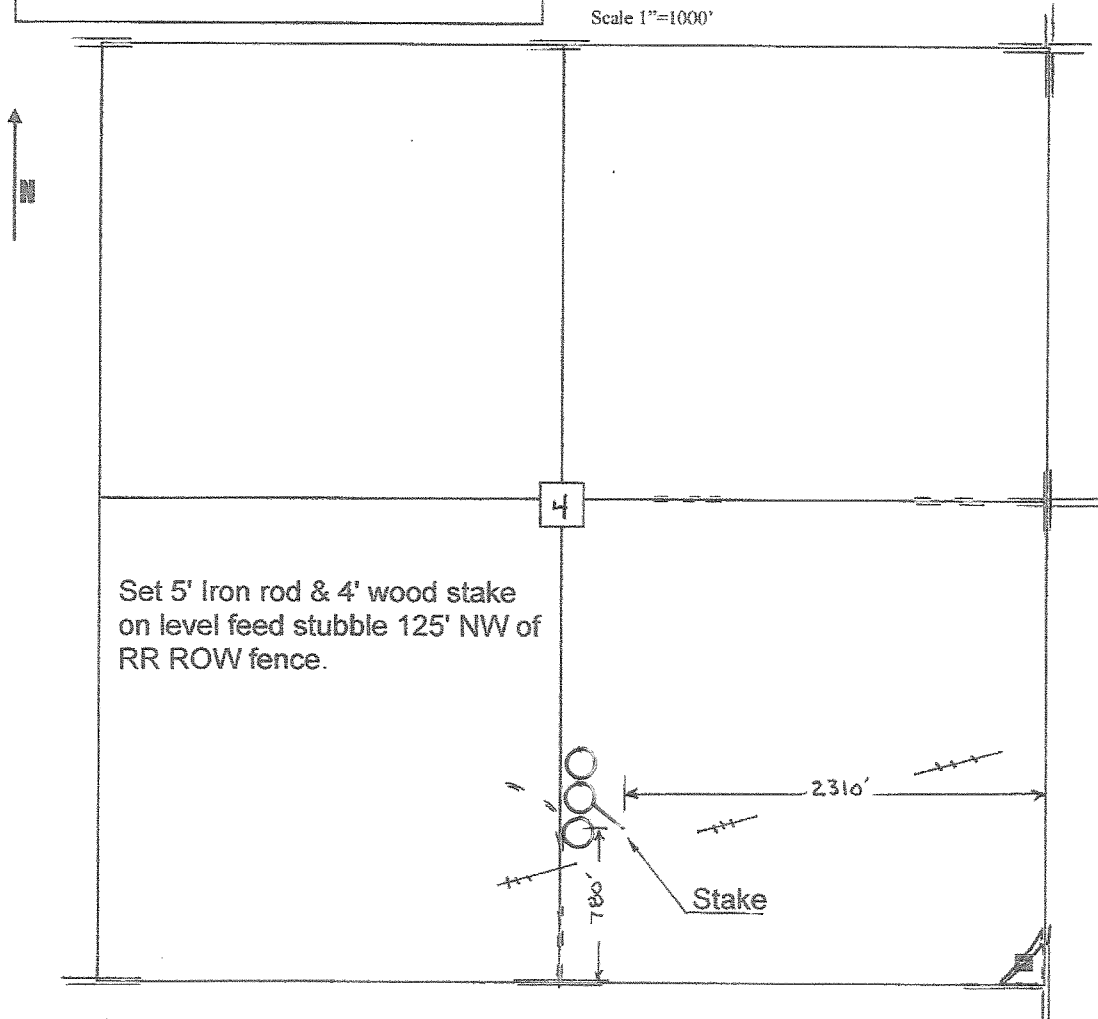 Scale 1"=1000'
N
4
Set 5' Iron rod & 4' wood stake
on level feed stubble 125' NW of
RR ROW fence.
2310'
780'
Stake